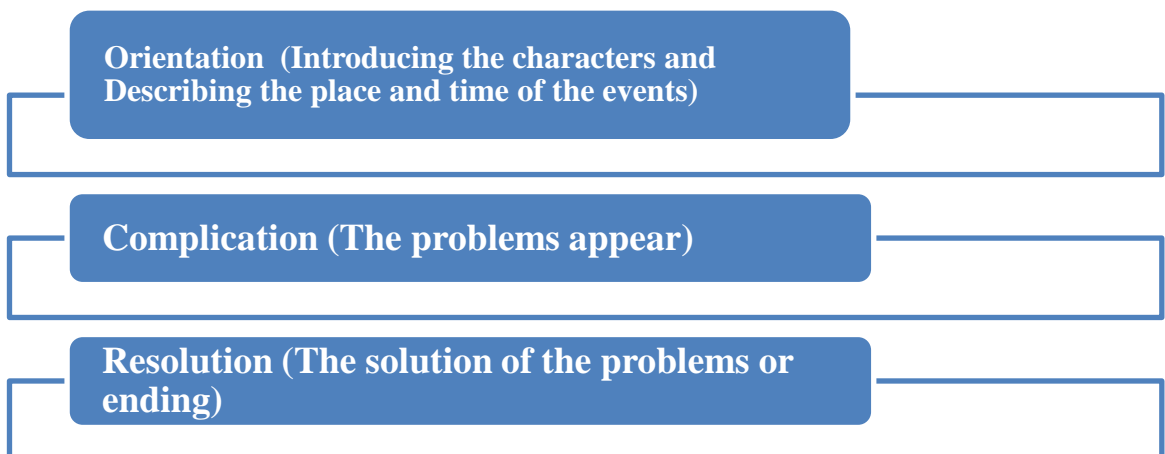 Orientation  (Introducing the characters and
Describing the place and time of the events)
Complication (The problems appear)
Resolution (The solution of the problems or
ending)